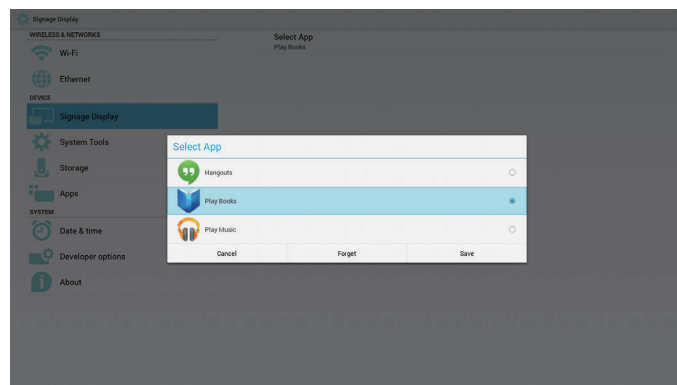 Signage Display
WIRELESS & NETWORKS
Wi-Fi
Ethernet
DEVICE
Signage Display
System Tools
Storage
Apps
SYSTEM
Date & time
Developer options
About
Select App
Play Books
Select App
Hangouts
Play Books
Play Music
Cancel Forget Save